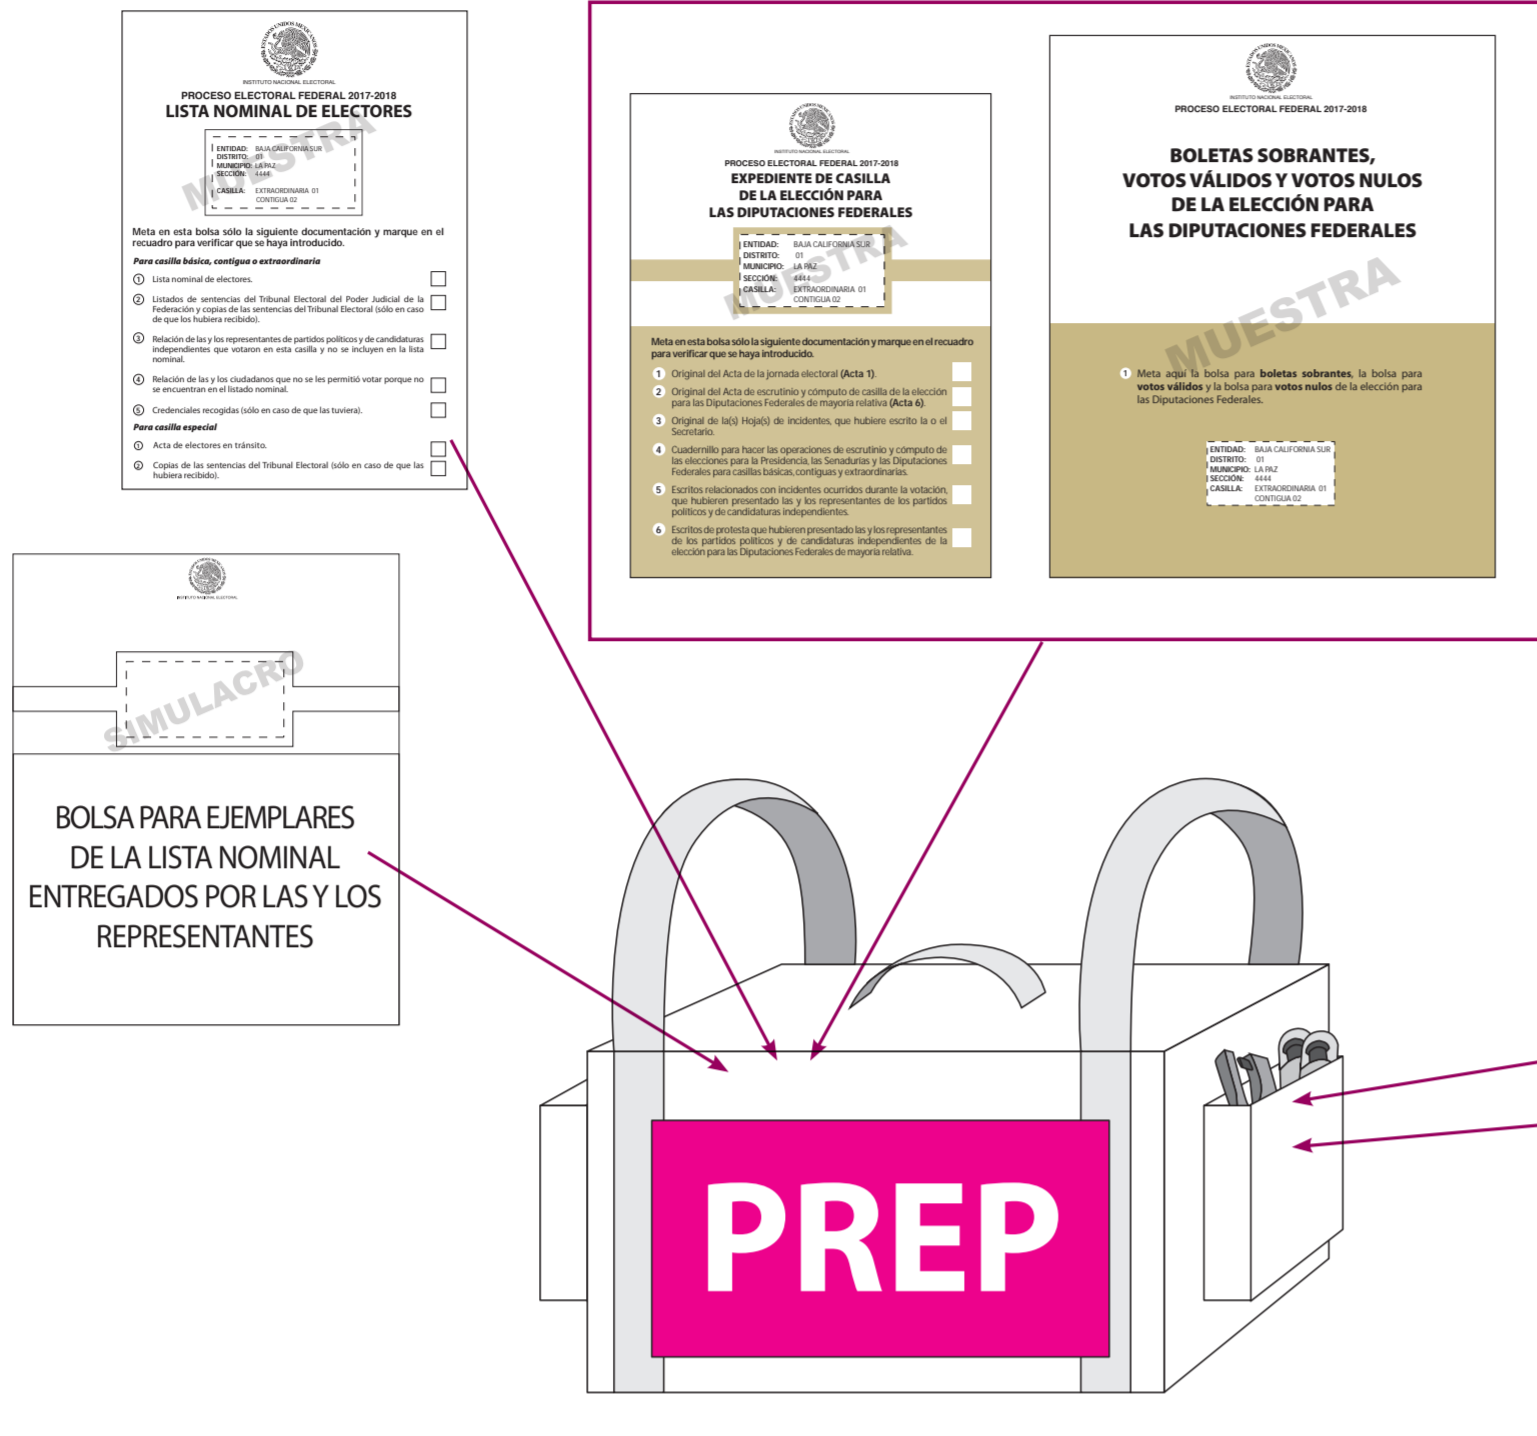 ESTADOS UNIDOS MEXICANOS
INSTITUTO NACIONAL ELECTORAL
PROCESO ELECTORAL FEDERAL 2017-2018
LISTA NOMINAL DE ELECTORES
ENTIDAD: BAJA CALIFORNIA SUR
DISTRITO: 01
MUNICIPIO: LA PAZ
SECCIÓN: 4444
CASILLA: EXTRAORDINARIA 01
CONTIGUA 02
MUESTRA
Meta en esta bolsa sólo la siguiente documentación y marque en el
recuadro para verificar que se haya introducido.
Para casilla básica, contigua o extraordinaria
1 Lista nominal de electores.
2 Listados de sentencias del Tribunal Electoral del Poder Judicial de la
Federación y copias de las sentencias del Tribunal Electoral (sólo en caso
de que los hubiera recibido).
3 Relación de las y los representantes de partidos políticos y de candidaturas
independientes que votaron en esta casilla y no se incluyen en la lista
nominal.
4 Relación de las y los ciudadanos que no se les permitió votar porque no
se encuentran en el listado nominal.
5 Credenciales recogidas (sólo en caso de que las tuviera).
Para casilla especial
1 Acta de electores en tránsito.
2 Copias de las sentencias del Tribunal Electoral (sólo en caso de que las
hubiera recibido).
INSTITUTO NACIONAL ELECTORAL
PROCESO ELECTORAL FEDERAL 2017-2018
EXPEDIENTE DE CASILLA
DE LA ELECCIÓN PARA
LAS DIPUTACIONES FEDERALES
ENTIDAD: BAJA CALIFORNIA SUR
DISTRITO: 01
MUNICIPIO: LA PAZ
SECCIÓN: 4444
CASILLA: EXTRAORDINARIA 01
CONTIGUA 02
MUESTRA
Meta en esta bolsa sólo la siguiente documentación y marque en el recuadro
para verificar que se haya introducido.
1 Original del Acta de la jornada electoral (Acta 1).
2 Original del Acta de escrutinio y cómputo de casilla de la elección
para las Diputaciones Federales de mayoría relativa (Acta 6).
3 Original de la(s) Hoja(s) de incidentes, que hubiere escrito la o el
Secretario.
4 Cuadernillo para hacer las operaciones de escrutinio y cómputo de
las elecciones para la Presidencia, las Senadurías y las Diputaciones
Federales para casillas básicas, contiguas y extraordinarias.
5 Escritos relacionados con incidentes ocurridos durante la votación,
que hubieren presentado las y los representantes de los partidos
políticos y de candidaturas independientes.
6 Escritos de protesta que hubieren presentado las y los representantes
de los partidos políticos y de candidaturas independientes de la
elección para las Diputaciones Federales de mayoría relativa.
INSTITUTO NACIONAL ELECTORAL
PROCESO ELECTORAL FEDERAL 2017-2018
BOLETAS SOBRANTES,
VOTOS VÁLIDOS Y VOTOS NULOS
DE LA ELECCIÓN PARA
LAS DIPUTACIONES FEDERALES
MUESTRA
1 Meta aquí la bolsa para boletas sobrantes, la bolsa para
votos válidos y la bolsa para votos nulos de la elección para
las Diputaciones Federales.
ENTIDAD: BAJA CALIFORNIA SUR
DISTRITO: 01
MUNICIPIO: LA PAZ
SECCIÓN: 4444
CASILLA: EXTRAORDINARIA 01
CONTIGUA 02
INSTITUTO NACIONAL ELECTORAL
SIMULACRO
BOLSA PARA EJEMPLARES
DE LA LISTA NOMINAL
ENTREGADOS POR LAS Y LOS
REPRESENTANTES
PREP